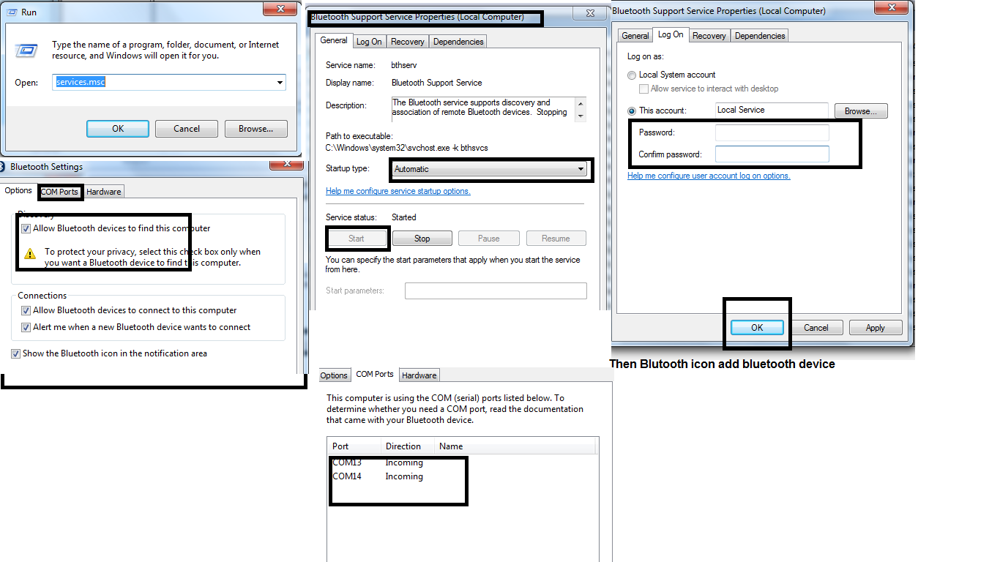 Run
Type the name of a program, folder, document, or Internet
resource, and Windows will open it for you.
Open: services.msc
OK Cancel Browse...
Bluetooth Settings
Options COM Ports Hardware
Discovery
Allow Bluetooth devices to find this computer
To protect your privacy, select this check box only when
you want a Bluetooth device to find this computer.
Connections
Allow Bluetooth devices to connect to this computer
Alert me when a new Bluetooth device wants to connect
Show the Bluetooth icon in the notification area
Bluetooth Support Service Properties (Local Computer)
General Log On Recovery Dependencies
Service name: bthserv
Display name: Bluetooth Support Service
Description: The Bluetooth service supports discovery and
association of remote Bluetooth devices. Stopping
Path to executable:
C:\Windows\system32\svchost.exe -k bthsvcs
Startup type: Automatic
Help me configure service startup options.
Service status: Started
Start Stop Pause Resume
You can specify the start parameters that apply when you start the service
from here.
Start parameters:
Options COM Ports Hardware
This computer is using the COM (serial) ports listed below. To
determine whether you need a COM port, read the documentation
that came with your Bluetooth device.
Port Direction Name
COM13 Incoming
COM14 Incoming
Bluetooth Support Service Properties (Local Computer)
General Log On Recovery Dependencies
Log on as:
Local System account
Allow service to interact with desktop
This account: Local Service Browse...
Password:
Confirm password:
Help me configure user account log on options.
OK Cancel Apply
Then Blutooth icon add bluetooth device